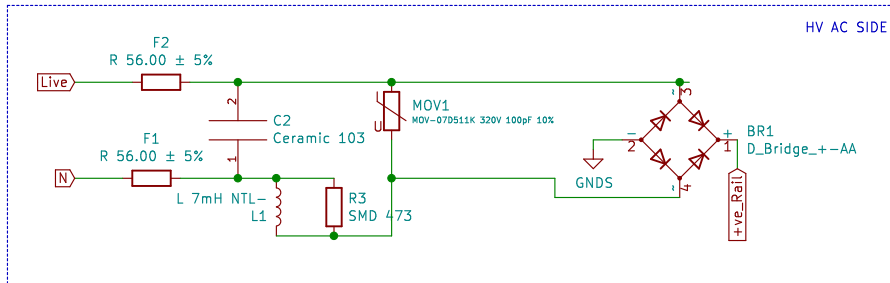 HV AC SIDE
F2
R 56.00 ± 5%
Live
2
C2
Ceramic 103
1
MOV1
MOV-07D511K 320V 100pF 10%
U
~
3
BR1
D_Bridge_+-AA
-
2
+
1
GNDS
~
4
+ve_Rail
F1
R 56.00 ± 5%
N
L 7mH NTL-
L1
R3
SMD 473